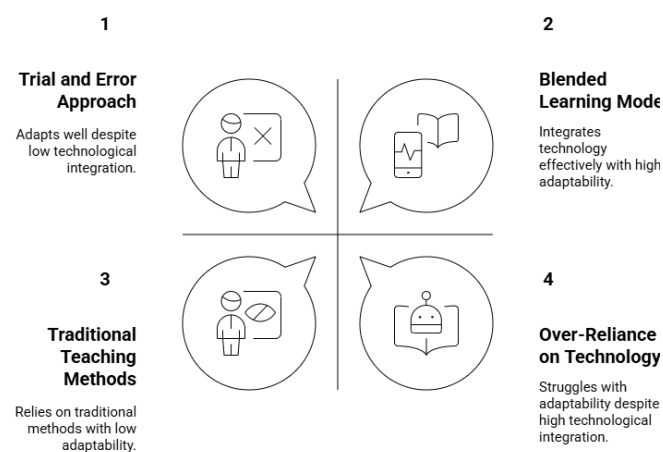 1
Trial and Error
Approach
Adapts well despite
low technological
integration.
2
Blended
Learning Mode
Integrates
technology
effectively with high
adaptability.
3
Traditional
Teaching
Methods
Relies on traditional
methods with low
adaptability.
4
Over-Reliance
on Technology
Struggles with
adaptability despite
high technological
integration.